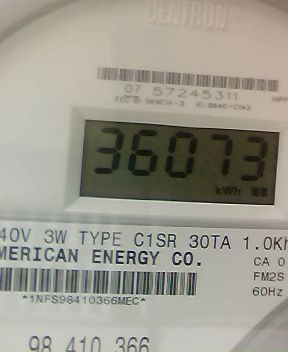 CENTRON
07 57245311
36073
kWh
40V 3W TYPE C1SR 30TA 1.0Kh
MERICAN ENERGY CO.
CA 0
FM2S
*1NFS98410366MEC*
60Hz
98 410 366